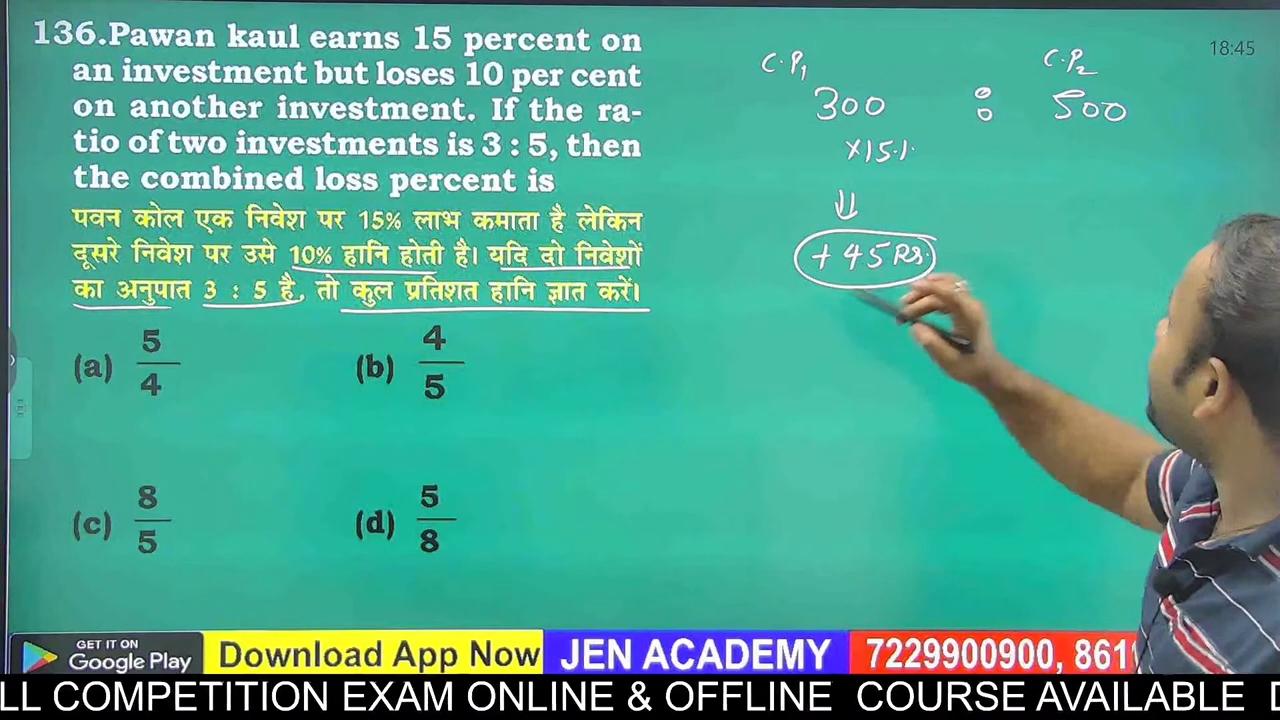 136.Pawan kaul earns 15 percent on
an investment but loses 10 per cent
on another investment. If the ra-
tio of two investments is 3 : 5, then
the combined loss percent is
पवन कोल एक निवेश पर 15% लाभ कमाता है लेकिन
दूसरे निवेश पर उसे 10% हानि होती है। यदि दो निवेशों
का अनुपात 3 : 5 है, तो कुल प्रतिशत हानि ज्ञात करें।
(a) 5/4
(b) 4/5
(c) 8/5
(d) 5/8
C.P1 C.P2
300 : 500
×15%
+45Rs.
18:45
GET IT ON
Google Play
Download App Now
JEN ACADEMY
7229900900, 861
LL COMPETITION EXAM ONLINE & OFFLINE COURSE AVAILABLE